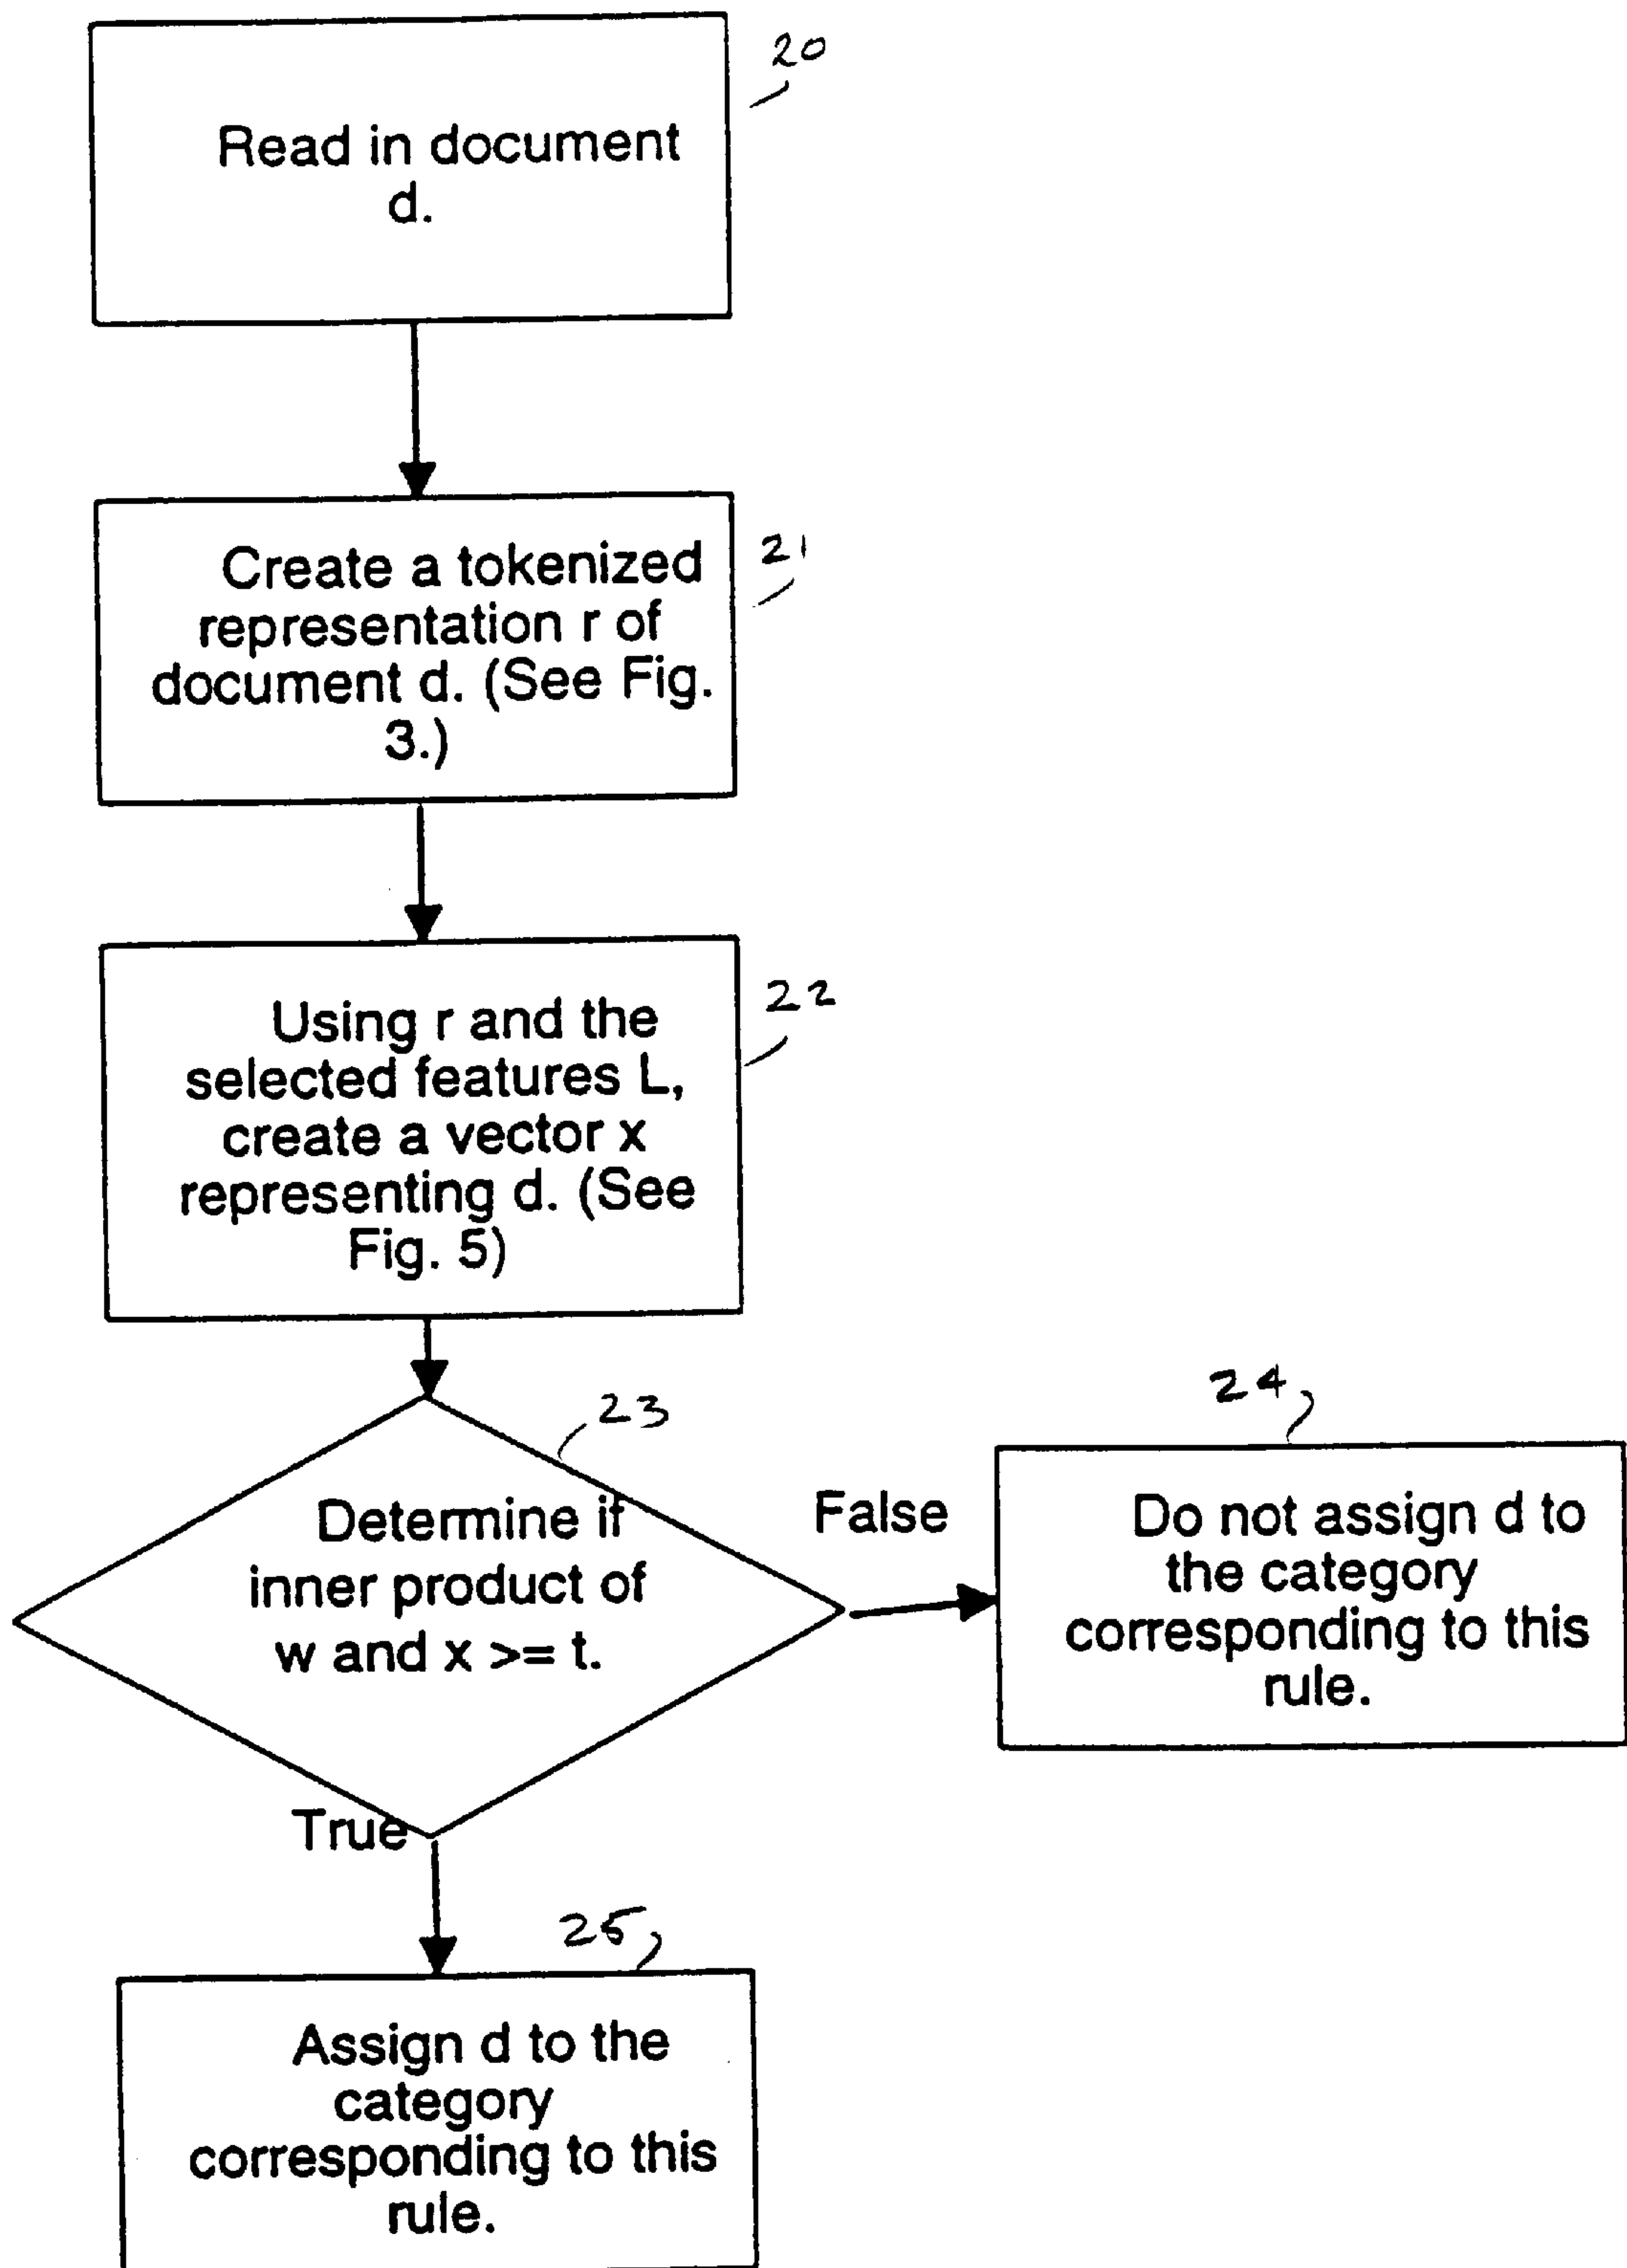 20
Read in document
d.
21
Create a tokenized
representation r of
document d. (See Fig.
3.)
22
Using r and the
selected features L,
create a vector x
representing d. (See
Fig. 5)
23
Determine if
inner product of
w and x >= t.
False
24
Do not assign d to
the category
corresponding to this
rule.
True
25
Assign d to the
category
corresponding to this
rule.